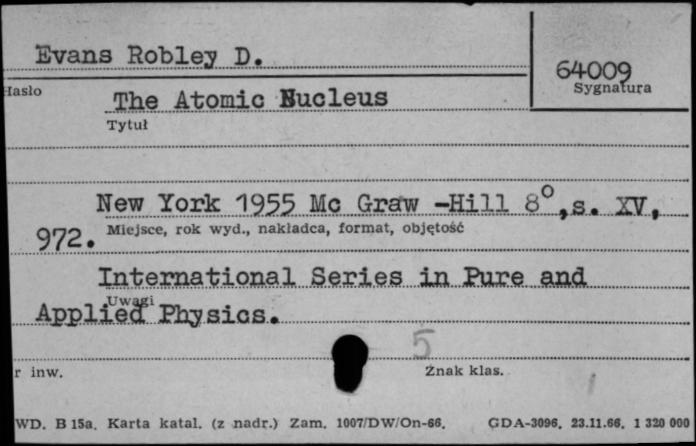 Evans Robley D.
64009
Hasło
Sygnatura
The Atomic Nucleus
Tytuł
New York 1955 Mc Graw -Hill 8°,s. XV,
972.
Miejsce, rok wyd., nakładca, format, objętość
International Series in Pure and
Uwagi
Applied Physics.
5
r inw.
Znak klas.
WD. B 15a. Karta katal. (z nadr.) Zam. 1007/DW/On-66. GDA-3096. 23.11.66. 1 320 000